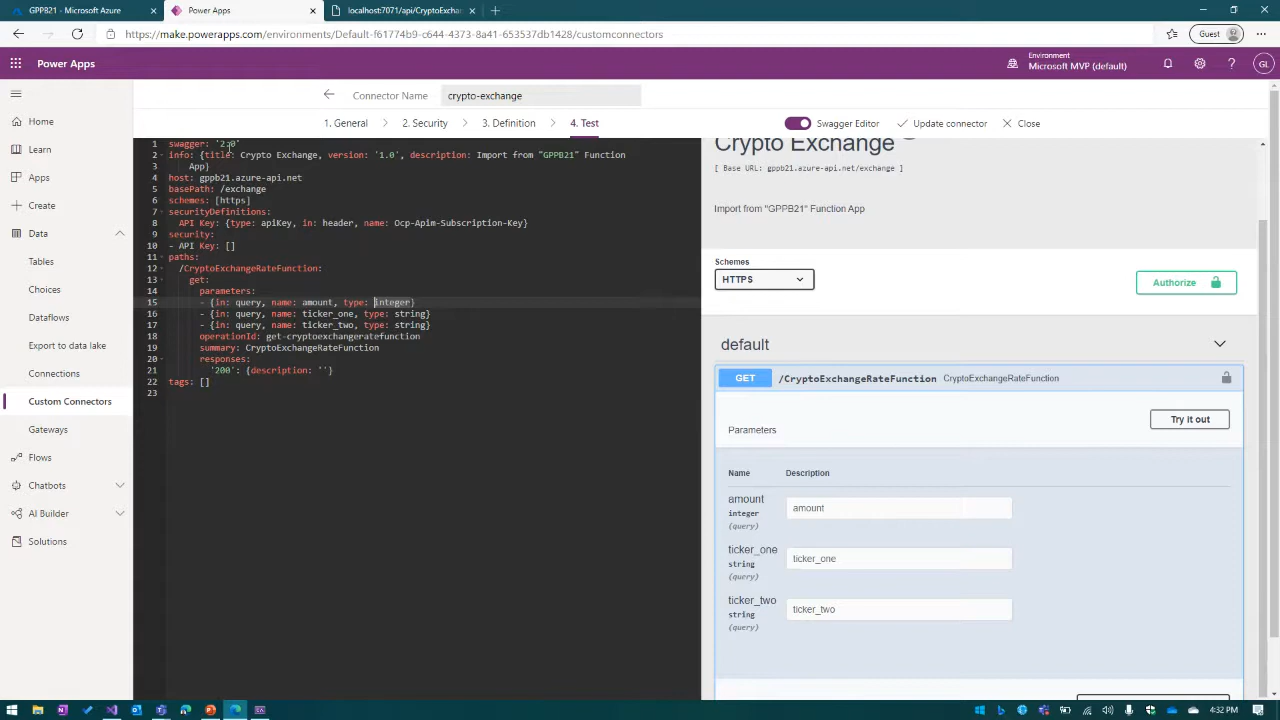 GPPB21 - Microsoft Azure
Power Apps
localhost:7071/api/CryptoExchan
https://make.powerapps.com/environments/Default-f61774b9-c644-4373-8a41-653537db1428/customconnectors
Guest
Power Apps
Environment
Microsoft MVP (default)
GL
Home
Learn
Apps
Create
Data
Tables
Choices
Dataflows
Export to data lake
Connections
Custom Connectors
Gateways
Flows
Chatbots
AI Builder
Solutions
Connector Name
crypto-exchange
1. General
2. Security
3. Definition
4. Test
Swagger Editor
Update connector
Close
1 swagger: '2.0'
2 info: {title: Crypto Exchange, version: '1.0', description: Import from "GPPB21" Function
3 App}
4 host: gppb21.azure-api.net
5 basePath: /exchange
6 schemes: [https]
7 securityDefinitions:
8 API Key: {type: apiKey, in: header, name: Ocp-Apim-Subscription-Key}
9 security:
10 - API Key: []
11 paths:
12 /CryptoExchangeRateFunction:
13 get:
14 parameters:
15 - {in: query, name: amount, type: integer}
16 - {in: query, name: ticker_one, type: string}
17 - {in: query, name: ticker_two, type: string}
18 operationId: get-cryptoexchangeratefunction
19 summary: CryptoExchangeRateFunction
20 responses:
21 '200': {description: ''}
22 tags: []
23
Crypto Exchange
[ Base URL: gppb21.azure-api.net/exchange ]
Import from "GPPB21" Function App
Schemes
HTTPS
Authorize
default
GET /CryptoExchangeRateFunction CryptoExchangeRateFunction
Try it out
Parameters
Name Description
amount
integer
(query)
amount
ticker_one
string
(query)
ticker_one
ticker_two
string
(query)
ticker_two
4:32 PM